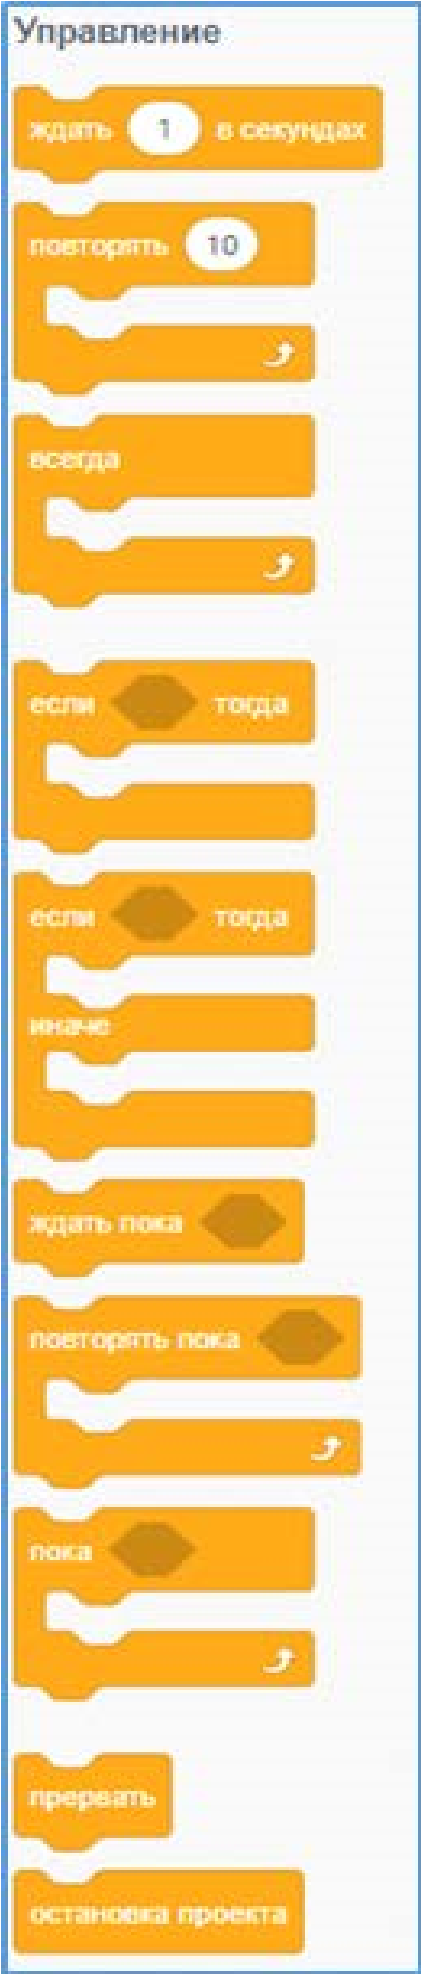 Управление
ждать 1 в секундах
повторять 10
всегда
если тогда
если тогда
иначе
ждать пока
повторять пока
пока
прервать
остановка проекта